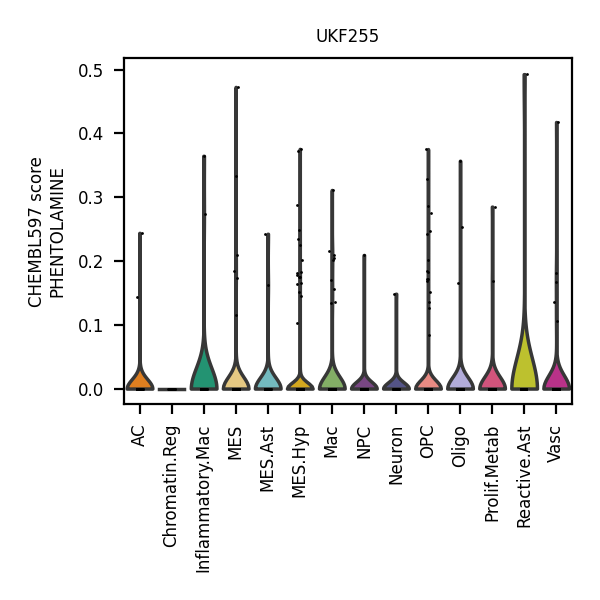 UKF255
CHEMBL597 score
PHENTOLAMINE
0.5
0.4
0.3
0.2
0.1
0.0
AC
Chromatin.Reg
Inflammatory.Mac
MES
MES.Ast
MES.Hyp
Mac
NPC
Neuron
OPC
Oligo
Prolif.Metab
Reactive.Ast
Vasc